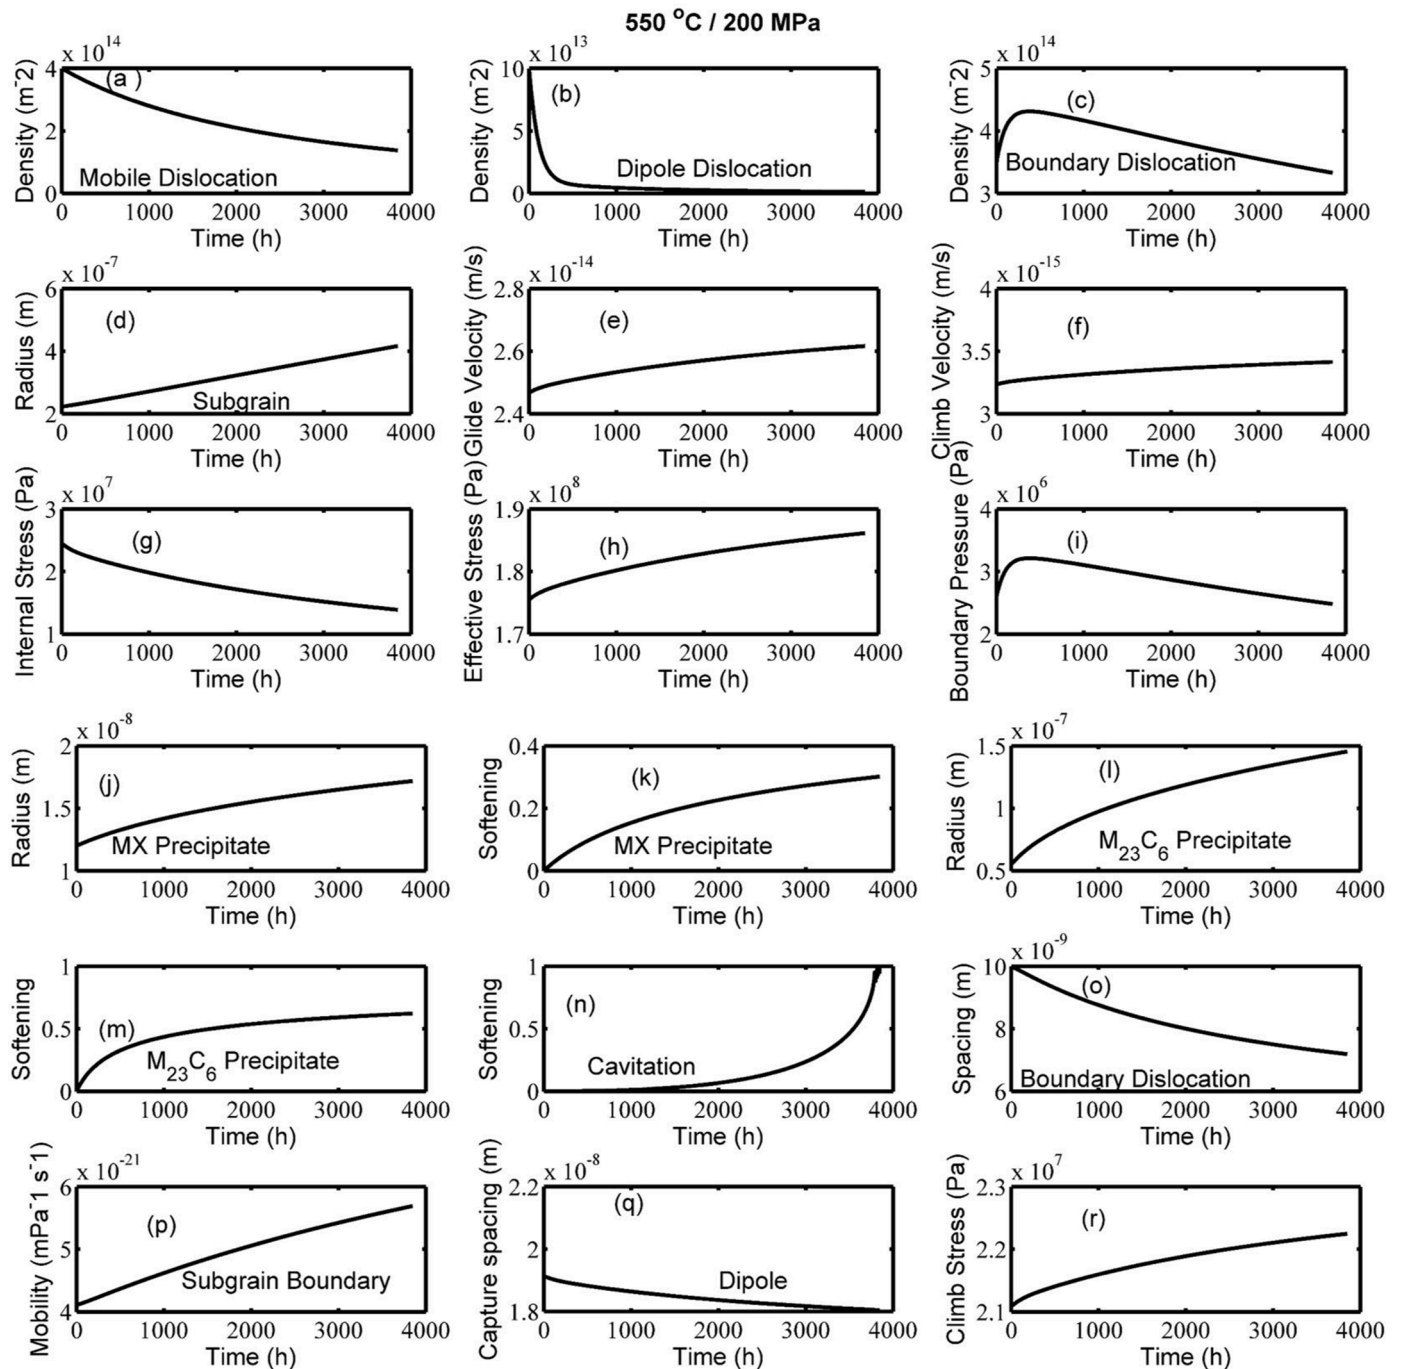 550 °C / 200 MPa
x 10^14
Density (m^-2)
4
2
0
(a )
Mobile Dislocation
0 1000 2000 3000 4000
Time (h)
x 10^13
Density (m^-2)
10
5
0
(b)
Dipole Dislocation
0 1000 2000 3000 4000
Time (h)
x 10^14
Density (m^-2)
5
4
3
(c)
Boundary Dislocation
0 1000 2000 3000 4000
Time (h)
x 10^-7
Radius (m)
6
4
2
(d)
Subgrain
0 1000 2000 3000 4000
Time (h)
x 10^-14
Glide Velocity (m/s)
2.8
2.6
2.4
(e)
0 1000 2000 3000 4000
Time (h)
x 10^-15
Climb Velocity (m/s)
4
3.5
3
(f)
0 1000 2000 3000 4000
Time (h)
x 10^7
Internal Stress (Pa)
3
2
1
(g)
0 1000 2000 3000 4000
Time (h)
x 10^8
Effective Stress (Pa)
1.9
1.8
1.7
(h)
0 1000 2000 3000 4000
Time (h)
x 10^6
Boundary Pressure (Pa)
4
3
2
(i)
0 1000 2000 3000 4000
Time (h)
x 10^-8
Radius (m)
2
1.5
1
(j)
MX Precipitate
0 1000 2000 3000 4000
Time (h)
Softening
0.4
0.2
0
(k)
MX Precipitate
0 1000 2000 3000 4000
Time (h)
x 10^-7
Radius (m)
1.5
1
0.5
(l)
M23C6 Precipitate
0 1000 2000 3000 4000
Time (h)
Softening
1
0.5
0
(m)
M23C6 Precipitate
0 1000 2000 3000 4000
Time (h)
Softening
1
0.5
0
(n)
Cavitation
0 1000 2000 3000 4000
Time (h)
x 10^-9
Spacing (m)
10
8
6
(o)
Boundary Dislocation
0 1000 2000 3000 4000
Time (h)
x 10^-21
Mobility (mPa^-1 s^-1)
6
5
4
(p)
Subgrain Boundary
0 1000 2000 3000 4000
Time (h)
x 10^-8
Capture spacing (m)
2.2
2
1.8
(q)
Dipole
0 1000 2000 3000 4000
Time (h)
x 10^7
Climb Stress (Pa)
2.3
2.2
2.1
(r)
0 1000 2000 3000 4000
Time (h)